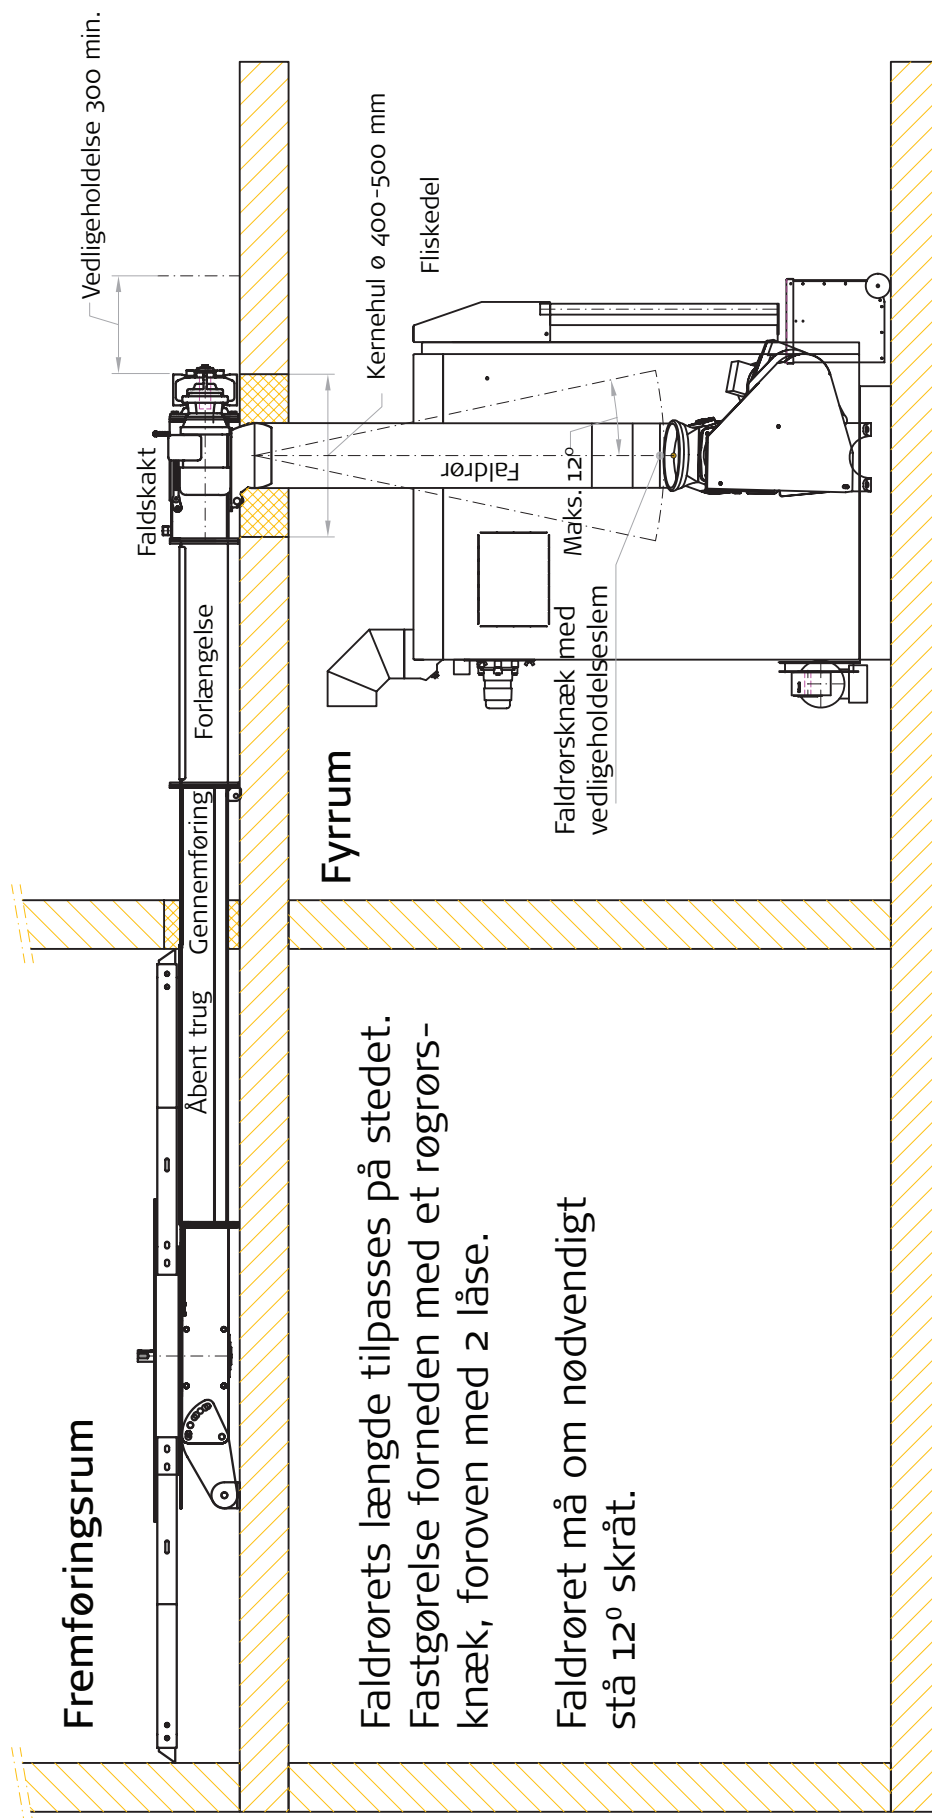 Fremføringsrum
Vedligeholdelse 300 min.
Faldskakt
Åbent trug
Gennemføring
Forlængelse
Kernehul ø 400-500 mm
Fliskedel
Faldrør
Maks. 12°
Fyrrum
Faldrørsknæk med
vedligeholdelseslem
Faldrørets længde tilpasses på stedet.
Fastgørelse forneden med et røgrørs-
knæk, foroven med 2 låse.
Faldrøret må om nødvendigt
stå 12° skråt.